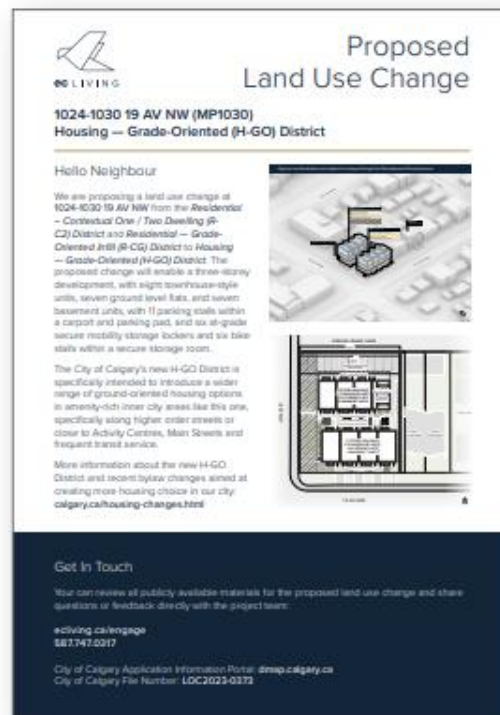 Proposed
Land Use Change
ec LIVING
1024-1030 19 AV NW (MP1030)
Housing — Grade-Oriented (H-GO) District
Hello Neighbour
We are proposing a land use change at
1024-1030 19 AV NW from the Residential
– Contextual One / Two Dwelling (R-
C2) District and Residential — Grade-
Oriented Infill (R-CG) District to Housing
— Grade-Oriented (H-GO) District. The
proposed change will enable a three-storey
development, with eight townhouse-style
units, seven ground level flats, and seven
basement units, with 11 parking stalls within
a carport and parking pad, and six at-grade
secure mobility storage lockers and six bike
stalls within a secure storage room.
The City of Calgary's new H-GO District is
specifically intended to introduce a wider
range of ground-oriented housing options
in amenity-rich inner city areas like this one,
specifically along higher order streets or
close to Activity Centres, Main Streets and
frequent transit service.
More information about the new H-GO
District and recent bylaw changes aimed at
creating more housing choice in our city:
calgary.ca/housing-changes.html
Get In Touch
Your can review all publicly available materials for the proposed land use change and share
questions or feedback directly with the project team:
ecliving.ca/engage
587.747.0317
City of Calgary Application Information Portal: dmap.calgary.ca
City of Calgary File Number: LOC2023-0373